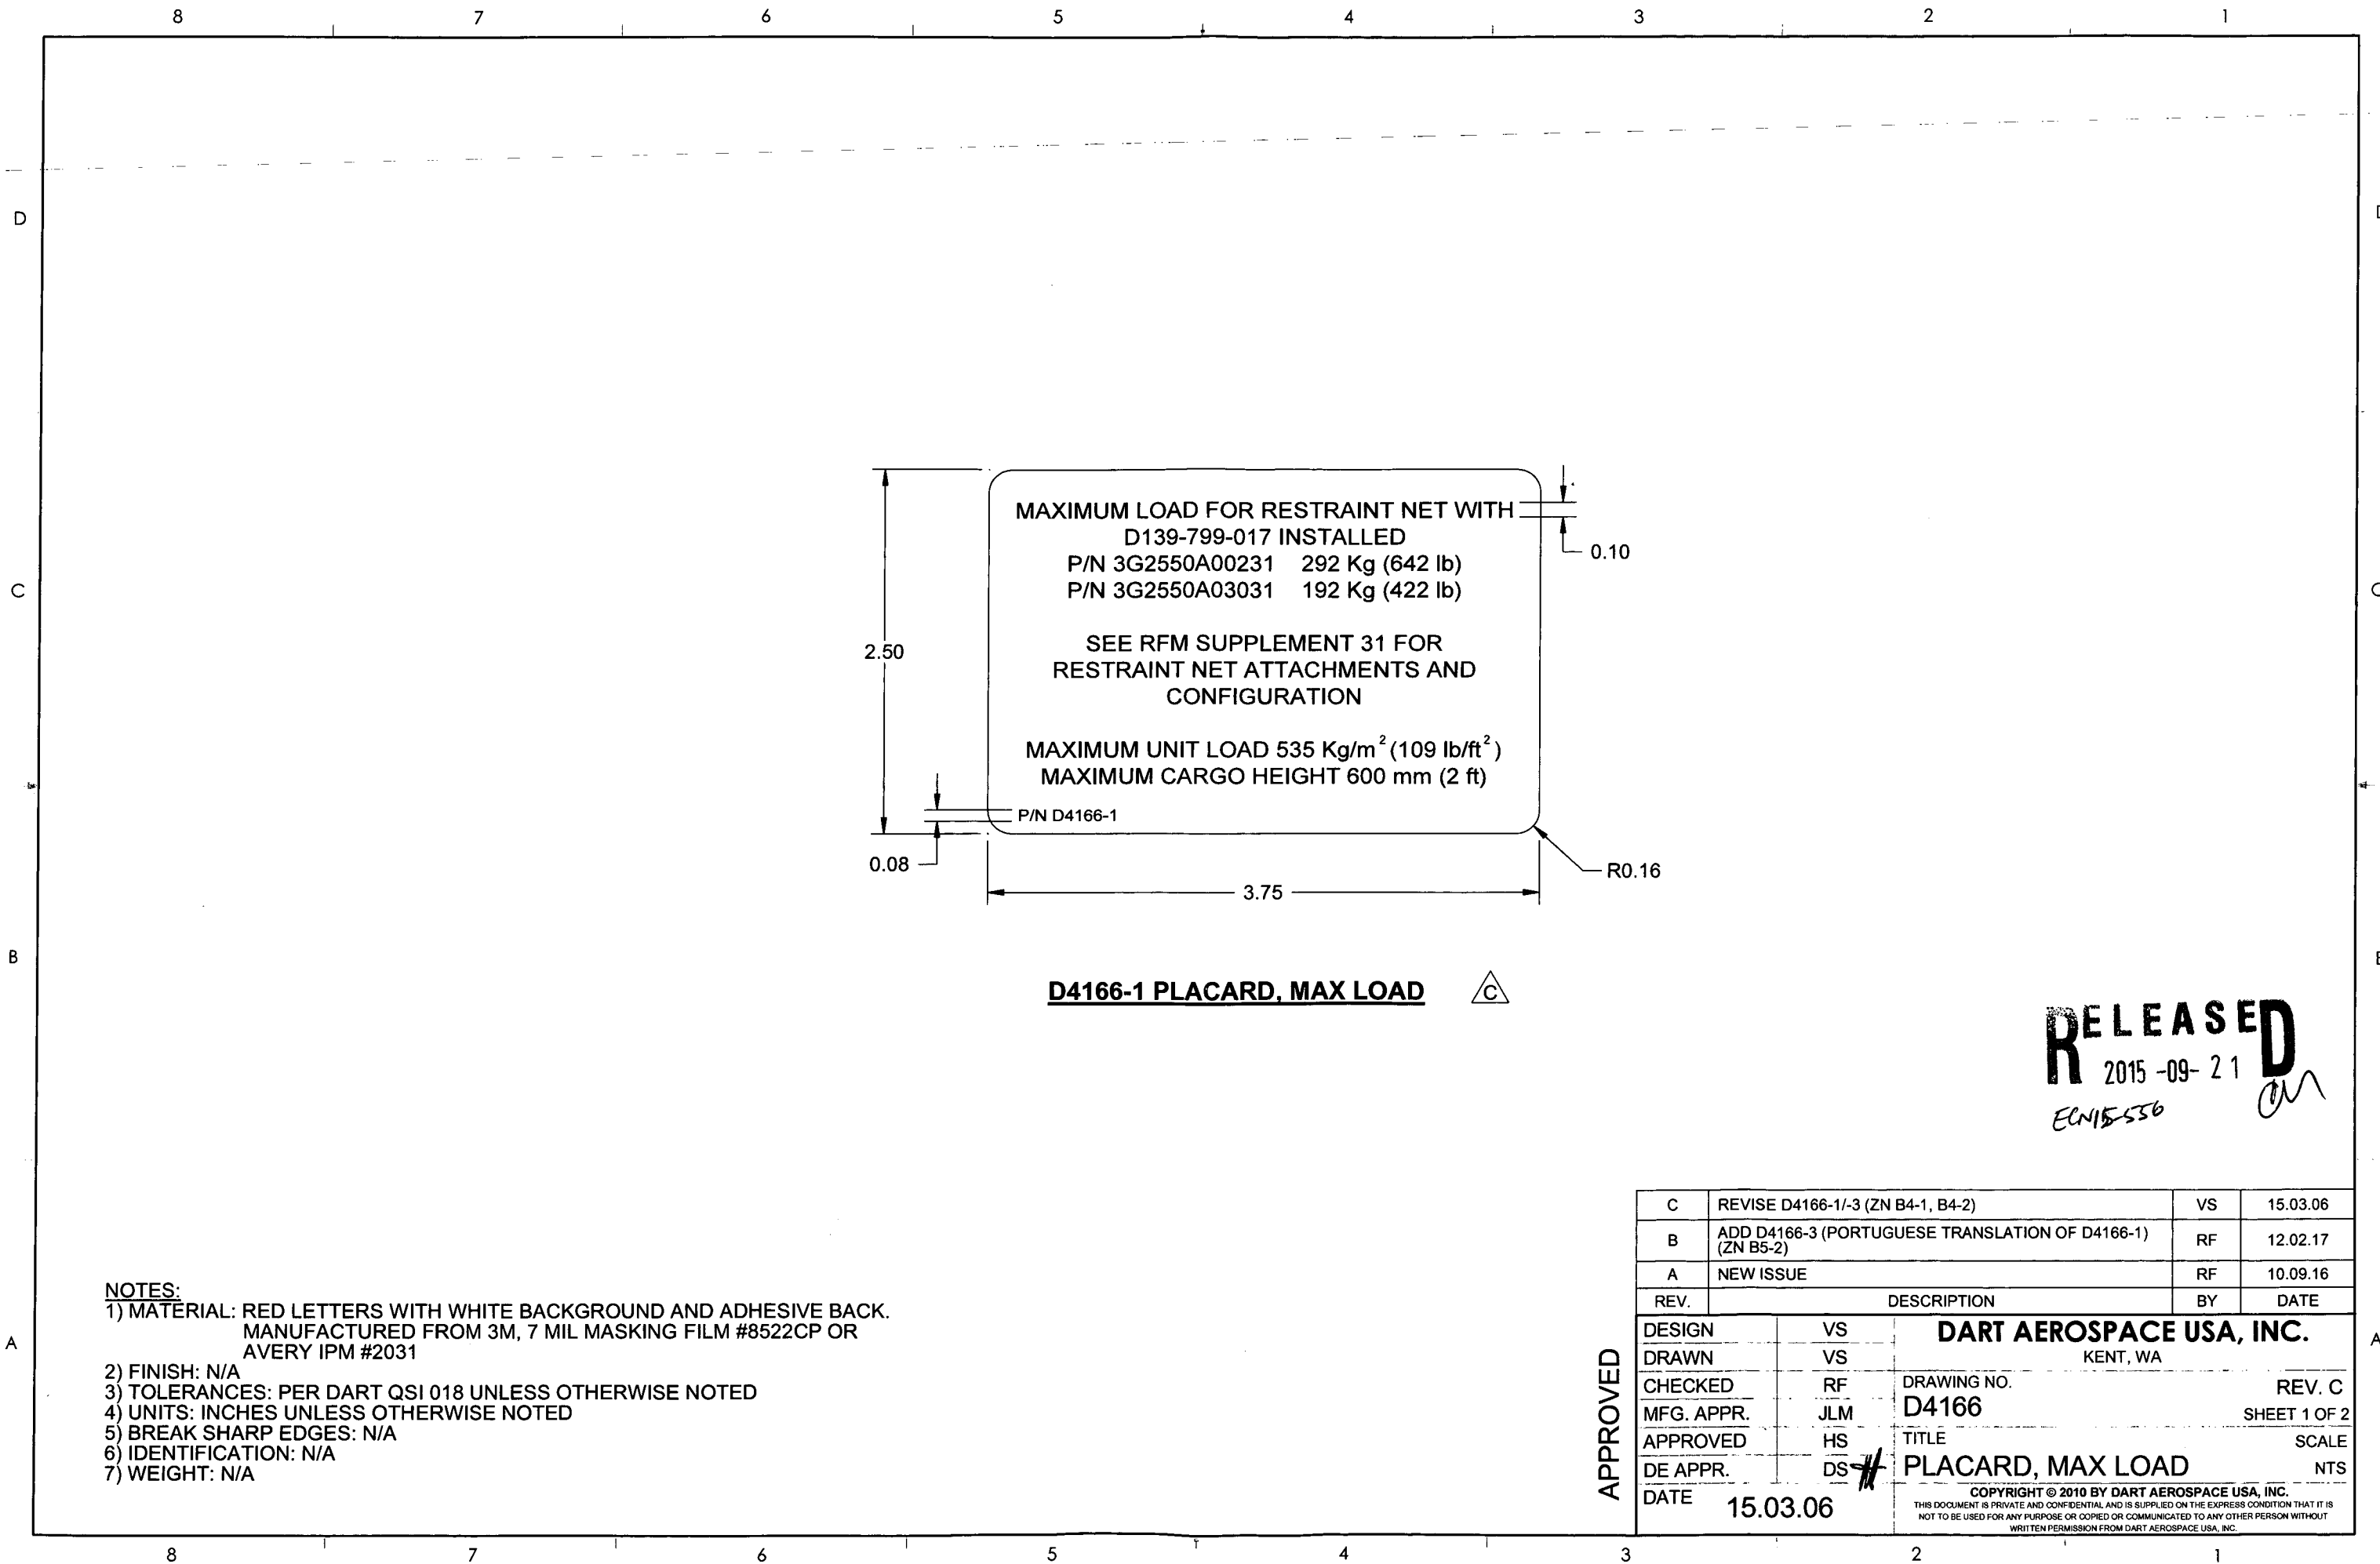 8 7 6 5 4 3 2 1
D
C
B
A
MAXIMUM LOAD FOR RESTRAINT NET WITH
D139-799-017 INSTALLED
P/N 3G2550A00231 292 Kg (642 lb)
P/N 3G2550A03031 192 Kg (422 lb)
SEE RFM SUPPLEMENT 31 FOR
RESTRAINT NET ATTACHMENTS AND
CONFIGURATION
MAXIMUM UNIT LOAD 535 Kg/m² (109 lb/ft²)
MAXIMUM CARGO HEIGHT 600 mm (2 ft)
P/N D4166-1
0.10
2.50
0.08
R0.16
3.75
D4166-1 PLACARD, MAX LOAD C
RELEASED
2015-09-21
ECN15-556
NOTES:
1) MATERIAL: RED LETTERS WITH WHITE BACKGROUND AND ADHESIVE BACK.
MANUFACTURED FROM 3M, 7 MIL MASKING FILM #8522CP OR
AVERY IPM #2031
2) FINISH: N/A
3) TOLERANCES: PER DART QSI 018 UNLESS OTHERWISE NOTED
4) UNITS: INCHES UNLESS OTHERWISE NOTED
5) BREAK SHARP EDGES: N/A
6) IDENTIFICATION: N/A
7) WEIGHT: N/A
C REVISE D4166-1/-3 (ZN B4-1, B4-2) VS 15.03.06
B ADD D4166-3 (PORTUGUESE TRANSLATION OF D4166-1)
(ZN B5-2) RF 12.02.17
A NEW ISSUE RF 10.09.16
REV. DESCRIPTION BY DATE
APPROVED
DESIGN VS
DRAWN VS
CHECKED RF
MFG. APPR. JLM
APPROVED HS
DE APPR. DS
DATE 15.03.06
DART AEROSPACE USA, INC.
KENT, WA
DRAWING NO. REV. C
D4166 SHEET 1 OF 2
TITLE SCALE
PLACARD, MAX LOAD NTS
COPYRIGHT © 2010 BY DART AEROSPACE USA, INC.
THIS DOCUMENT IS PRIVATE AND CONFIDENTIAL AND IS SUPPLIED ON THE EXPRESS CONDITION THAT IT IS
NOT TO BE USED FOR ANY PURPOSE OR COPIED OR COMMUNICATED TO ANY OTHER PERSON WITHOUT
WRITTEN PERMISSION FROM DART AEROSPACE USA, INC.
8 7 6 5 4 3 2 1